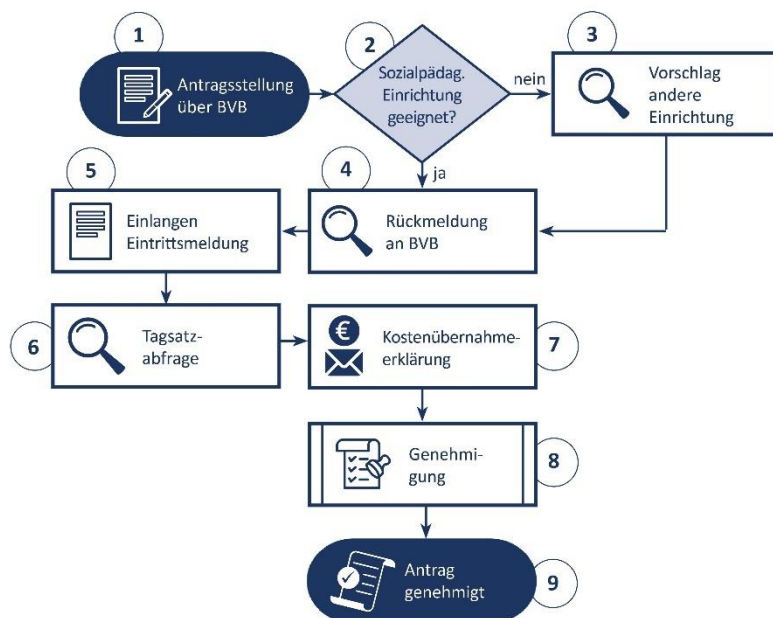 1
Antragsstellung
über BVB
2
Sozialpädag.
Einrichtung
geeignet?
nein
3
Vorschlag
andere
Einrichtung
ja
4
Rückmeldung
an BVB
5
Einlangen
Eintrittsmeldung
6
Tagsatz-
abfrage
€
Kostenübernahme-
erklärung
7
Genehmi-
gung
8
Antrag
genehmigt
9